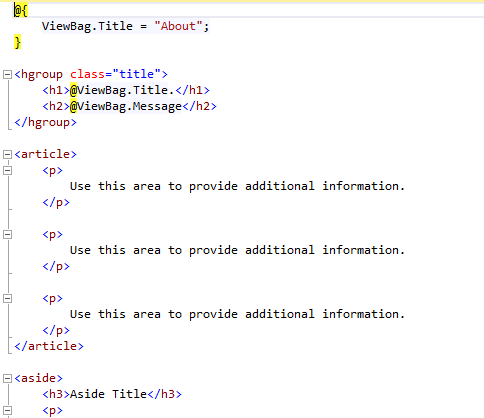 @{
    ViewBag.Title = "About";
}
<hgroup class="title">
    <h1>@ViewBag.Title.</h1>
    <h2>@ViewBag.Message</h2>
</hgroup>
<article>
    <p>
        Use this area to provide additional information.
    </p>
    <p>
        Use this area to provide additional information.
    </p>
    <p>
        Use this area to provide additional information.
    </p>
</article>
<aside>
    <h3>Aside Title</h3>
    <p>